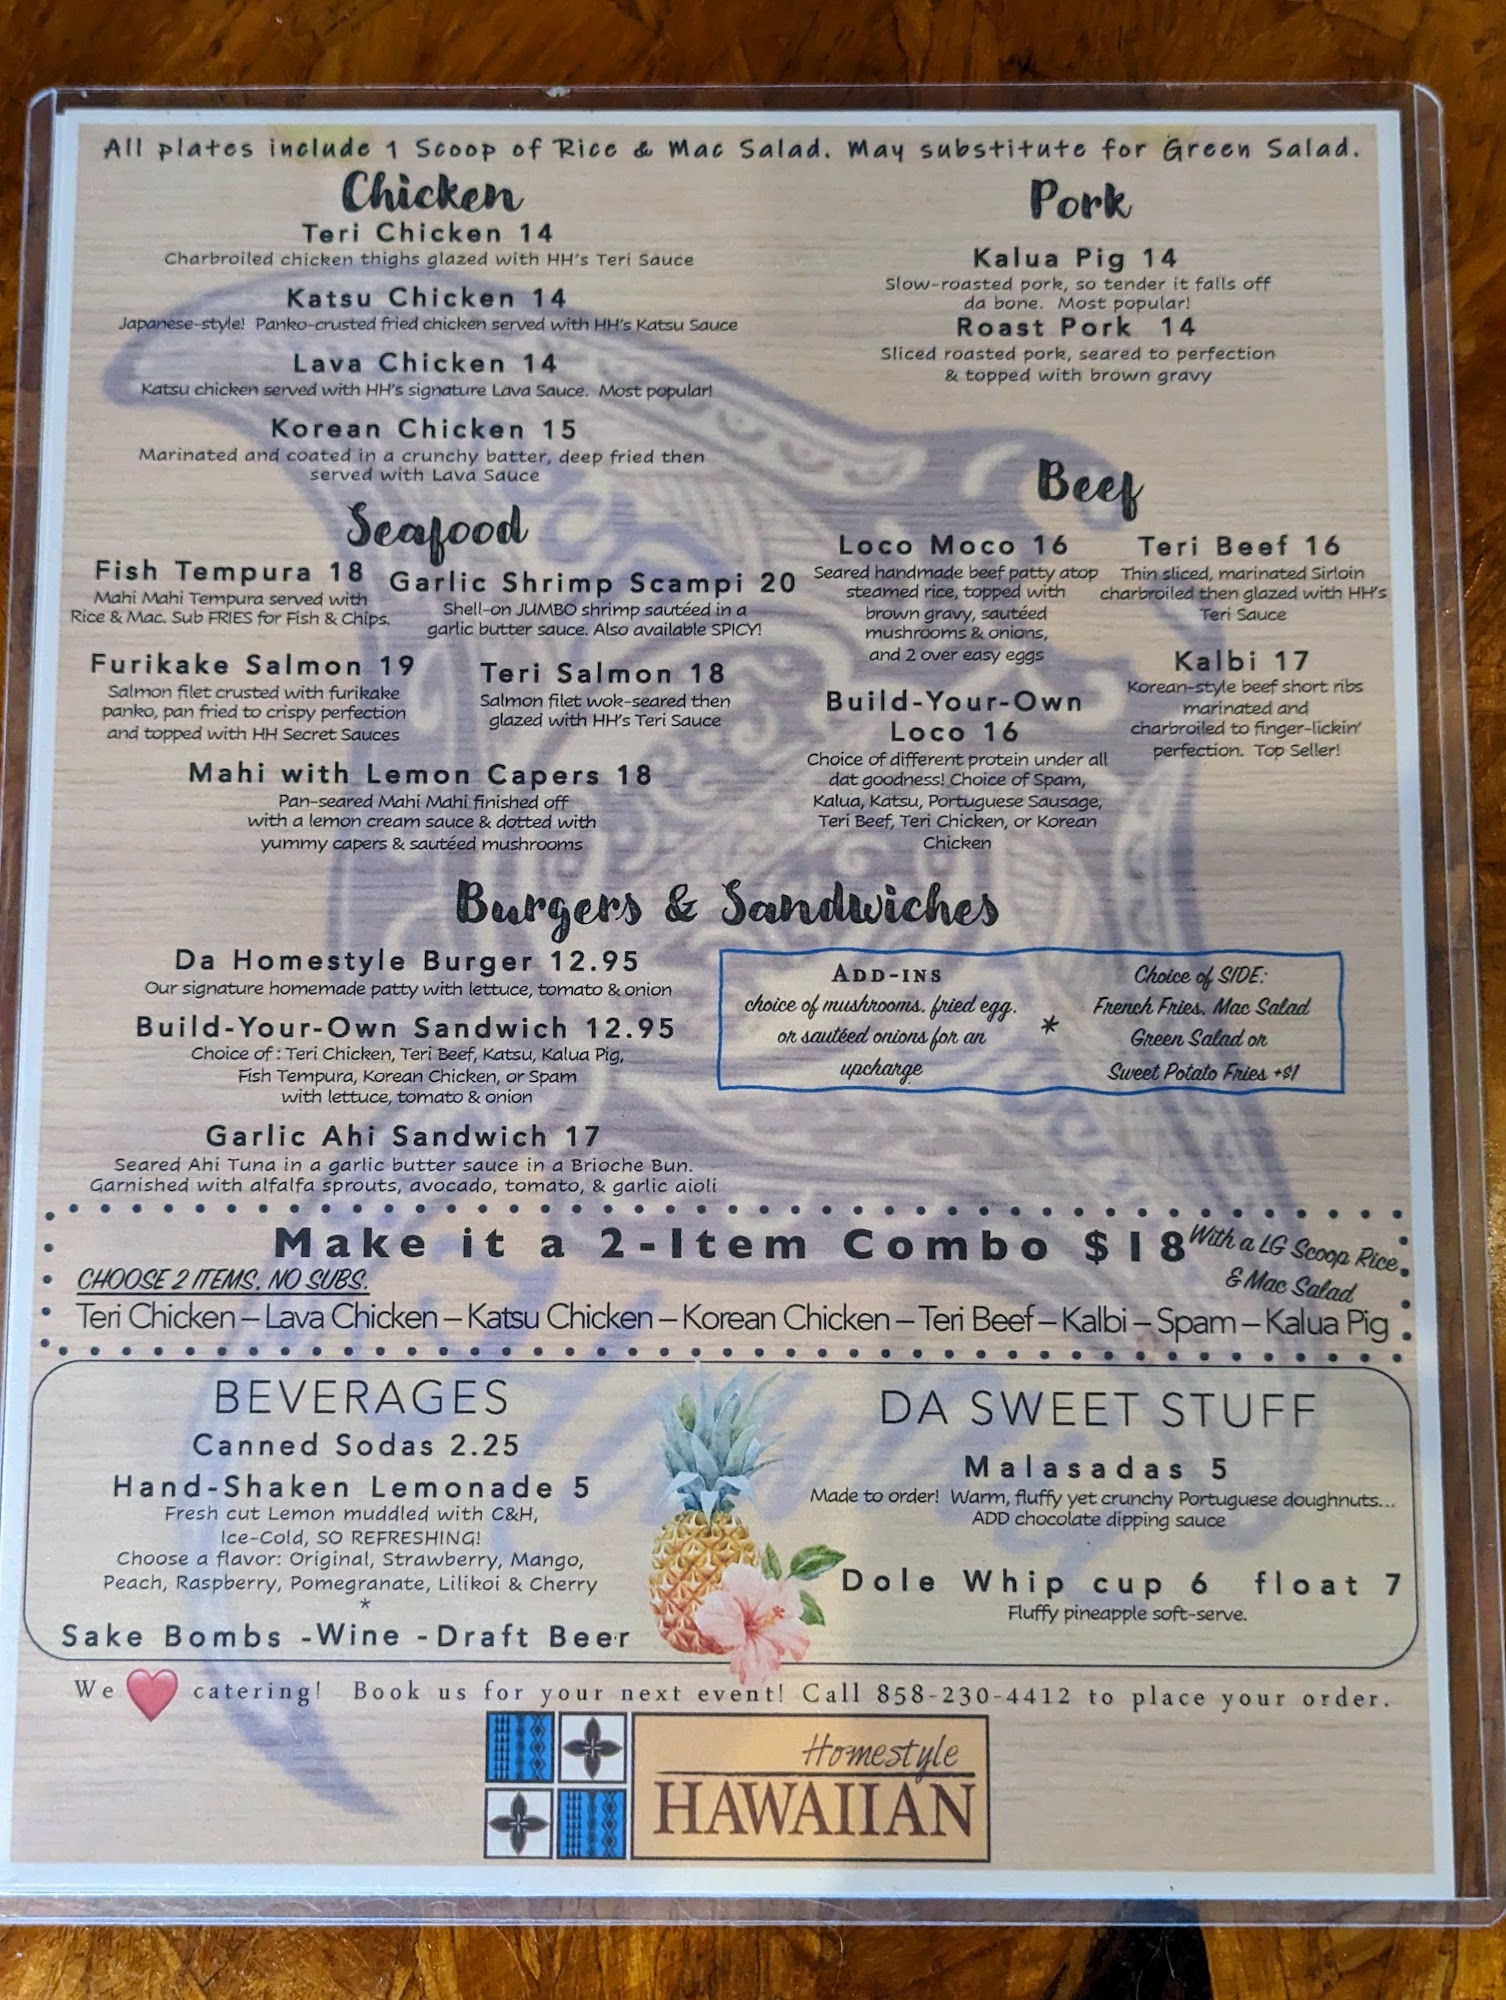 All plates include 1 Scoop of Rice & Mac Salad. May substitute for Green Salad.
Chicken
Teri Chicken 14
Charbroiled chicken thighs glazed with HH's Teri Sauce
Katsu Chicken 14
Japanese-style! Panko-crusted fried chicken served with HH's Katsu Sauce
Lava Chicken 14
Katsu chicken served with HH's signature Lava Sauce. Most popular!
Korean Chicken 15
Marinated and coated in a crunchy batter, deep fried then
served with Lava Sauce
Pork
Kalua Pig 14
Slow-roasted pork, so tender it falls off
da bone. Most popular!
Roast Pork 14
Sliced roasted pork, seared to perfection
& topped with brown gravy
Seafood
Fish Tempura 18
Mahi Mahi Tempura served with
Rice & Mac. Sub FRIES for Fish & Chips.
Garlic Shrimp Scampi 20
Shell-on JUMBO shrimp sautéed in a
garlic butter sauce. Also available SPICY!
Furikake Salmon 19
Salmon filet crusted with furikake
panko, pan fried to crispy perfection
and topped with HH Secret Sauces
Teri Salmon 18
Salmon filet wok-seared then
glazed with HH's Teri Sauce
Mahi with Lemon Capers 18
Pan-seared Mahi Mahi finished off
with a lemon cream sauce & dotted with
yummy capers & sautéed mushrooms
Beef
Loco Moco 16
Seared handmade beef patty atop
steamed rice, topped with
brown gravy, sautéed
mushrooms & onions,
and 2 over easy eggs
Build-Your-Own
Loco 16
Choice of different protein under all
dat goodness! Choice of Spam,
Kalua, Katsu, Portuguese Sausage,
Teri Beef, Teri Chicken, or Korean
Chicken
Teri Beef 16
Thin sliced, marinated Sirloin
charbroiled then glazed with HH's
Teri Sauce
Kalbi 17
Korean-style beef short ribs
marinated and
charbroiled to finger-lickin'
perfection. Top Seller!
Burgers & Sandwiches
Da Homestyle Burger 12.95
Our signature homemade patty with lettuce, tomato & onion
Build-Your-Own Sandwich 12.95
Choice of : Teri Chicken, Teri Beef, Katsu, Kalua Pig,
Fish Tempura, Korean Chicken, or Spam
with lettuce, tomato & onion
Garlic Ahi Sandwich 17
Seared Ahi Tuna in a garlic butter sauce in a Brioche Bun.
Garnished with alfalfa sprouts, avocado, tomato, & garlic aioli
ADD-INS
choice of mushrooms, fried egg,
or sautéed onions for an
upcharge
*
Choice of SIDE:
French Fries, Mac Salad
Green Salad or
Sweet Potato Fries +$1
Make it a 2-Item Combo $18
With a LG Scoop Rice
& Mac Salad
CHOOSE 2 ITEMS, NO SUBS.
Teri Chicken – Lava Chicken – Katsu Chicken – Korean Chicken – Teri Beef – Kalbi – Spam – Kalua Pig
BEVERAGES
Canned Sodas 2.25
Hand-Shaken Lemonade 5
Fresh cut Lemon muddled with C&H,
Ice-Cold, SO REFRESHING!
Choose a flavor: Original, Strawberry, Mango,
Peach, Raspberry, Pomegranate, Lilikoi & Cherry
*
Sake Bombs -Wine -Draft Beer
DA SWEET STUFF
Malasadas 5
Made to order! Warm, fluffy yet crunchy Portuguese doughnuts...
ADD chocolate dipping sauce
Dole Whip cup 6 float 7
Fluffy pineapple soft-serve.
We ❤ catering! Book us for your next event! Call 858-230-4412 to place your order.
Homestyle
HAWAIIAN